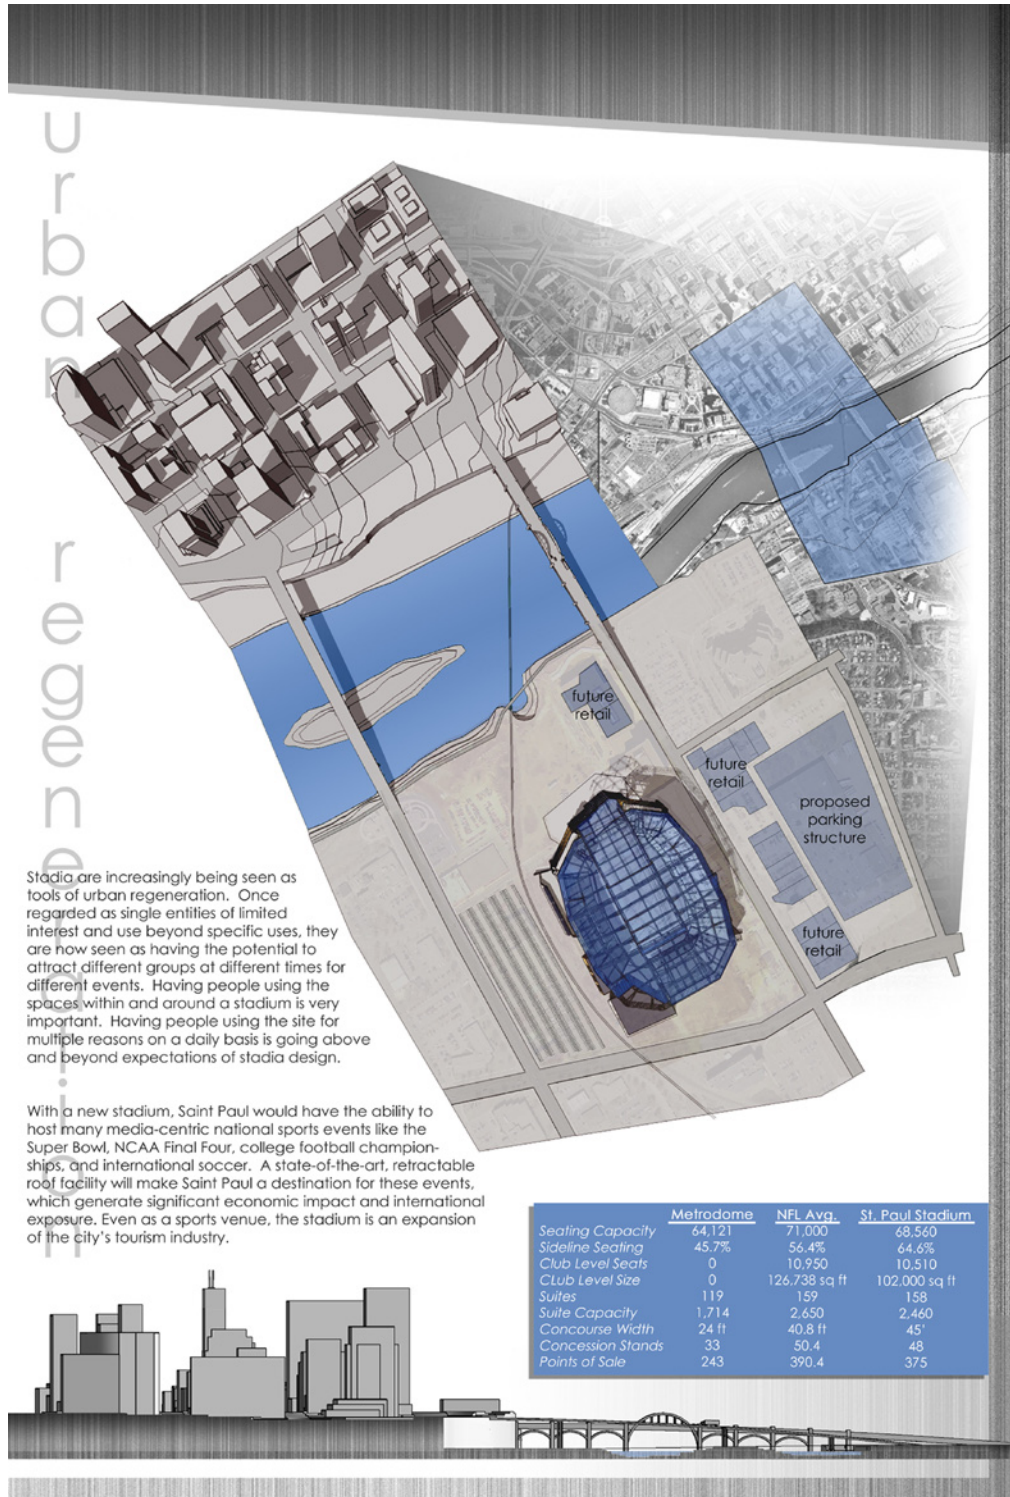 urban regeneration
future
retail
future
retail
proposed
parking
structure
future
retail
Stadia are increasingly being seen as
tools of urban regeneration. Once
regarded as single entities of limited
interest and use beyond specific uses, they
are now seen as having the potential to
attract different groups at different times for
different events. Having people using the
spaces within and around a stadium is very
important. Having people using the site for
multiple reasons on a daily basis is going above
and beyond expectations of stadia design.
With a new stadium, Saint Paul would have the ability to
host many media-centric national sports events like the
Super Bowl, NCAA Final Four, college football champion-
ships, and international soccer. A state-of-the-art, retractable
roof facility will make Saint Paul a destination for these events,
which generate significant economic impact and international
exposure. Even as a sports venue, the stadium is an expansion
of the city's tourism industry.
Metrodome NFL Avg. St. Paul Stadium
Seating Capacity 64,121 71,000 68,560
Sideline Seating 45.7% 56.4% 64.6%
Club Level Seats 0 10,950 10,510
CLub Level Size 0 126,738 sq ft 102,000 sq ft
Suites 119 159 158
Suite Capacity 1,714 2,650 2,460
Concourse Width 24 ft 40.8 ft 45'
Concession Stands 33 50.4 48
Points of Sale 243 390.4 375